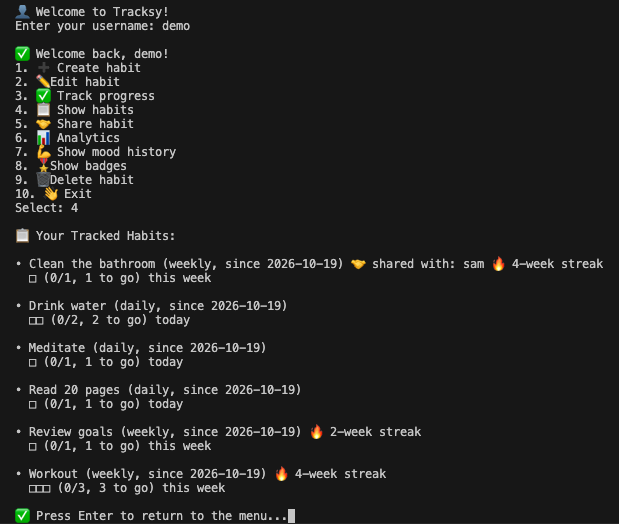 👤 Welcome to Tracksy!
Enter your username: demo

✅ Welcome back, demo!
1. ➕ Create habit
2. ✏️Edit habit
3. ✅ Track progress
4. 📋 Show habits
5. 🤝 Share habit
6. 📊 Analytics
7. 💪 Show mood history
8. 🎖️Show badges
9. 🗑️Delete habit
10. 👋 Exit
Select: 4

📋 Your Tracked Habits:

• Clean the bathroom (weekly, since 2026-10-19) 🤝 shared with: sam 🔥 4-week streak
□ (0/1, 1 to go) this week

• Drink water (daily, since 2026-10-19)
□□ (0/2, 2 to go) today

• Meditate (daily, since 2026-10-19)
□ (0/1, 1 to go) today

• Read 20 pages (daily, since 2026-10-19)
□ (0/1, 1 to go) today

• Review goals (weekly, since 2026-10-19) 🔥 2-week streak
□ (0/1, 1 to go) this week

• Workout (weekly, since 2026-10-19) 🔥 4-week streak
□□□ (0/3, 3 to go) this week

✅ Press Enter to return to the menu...